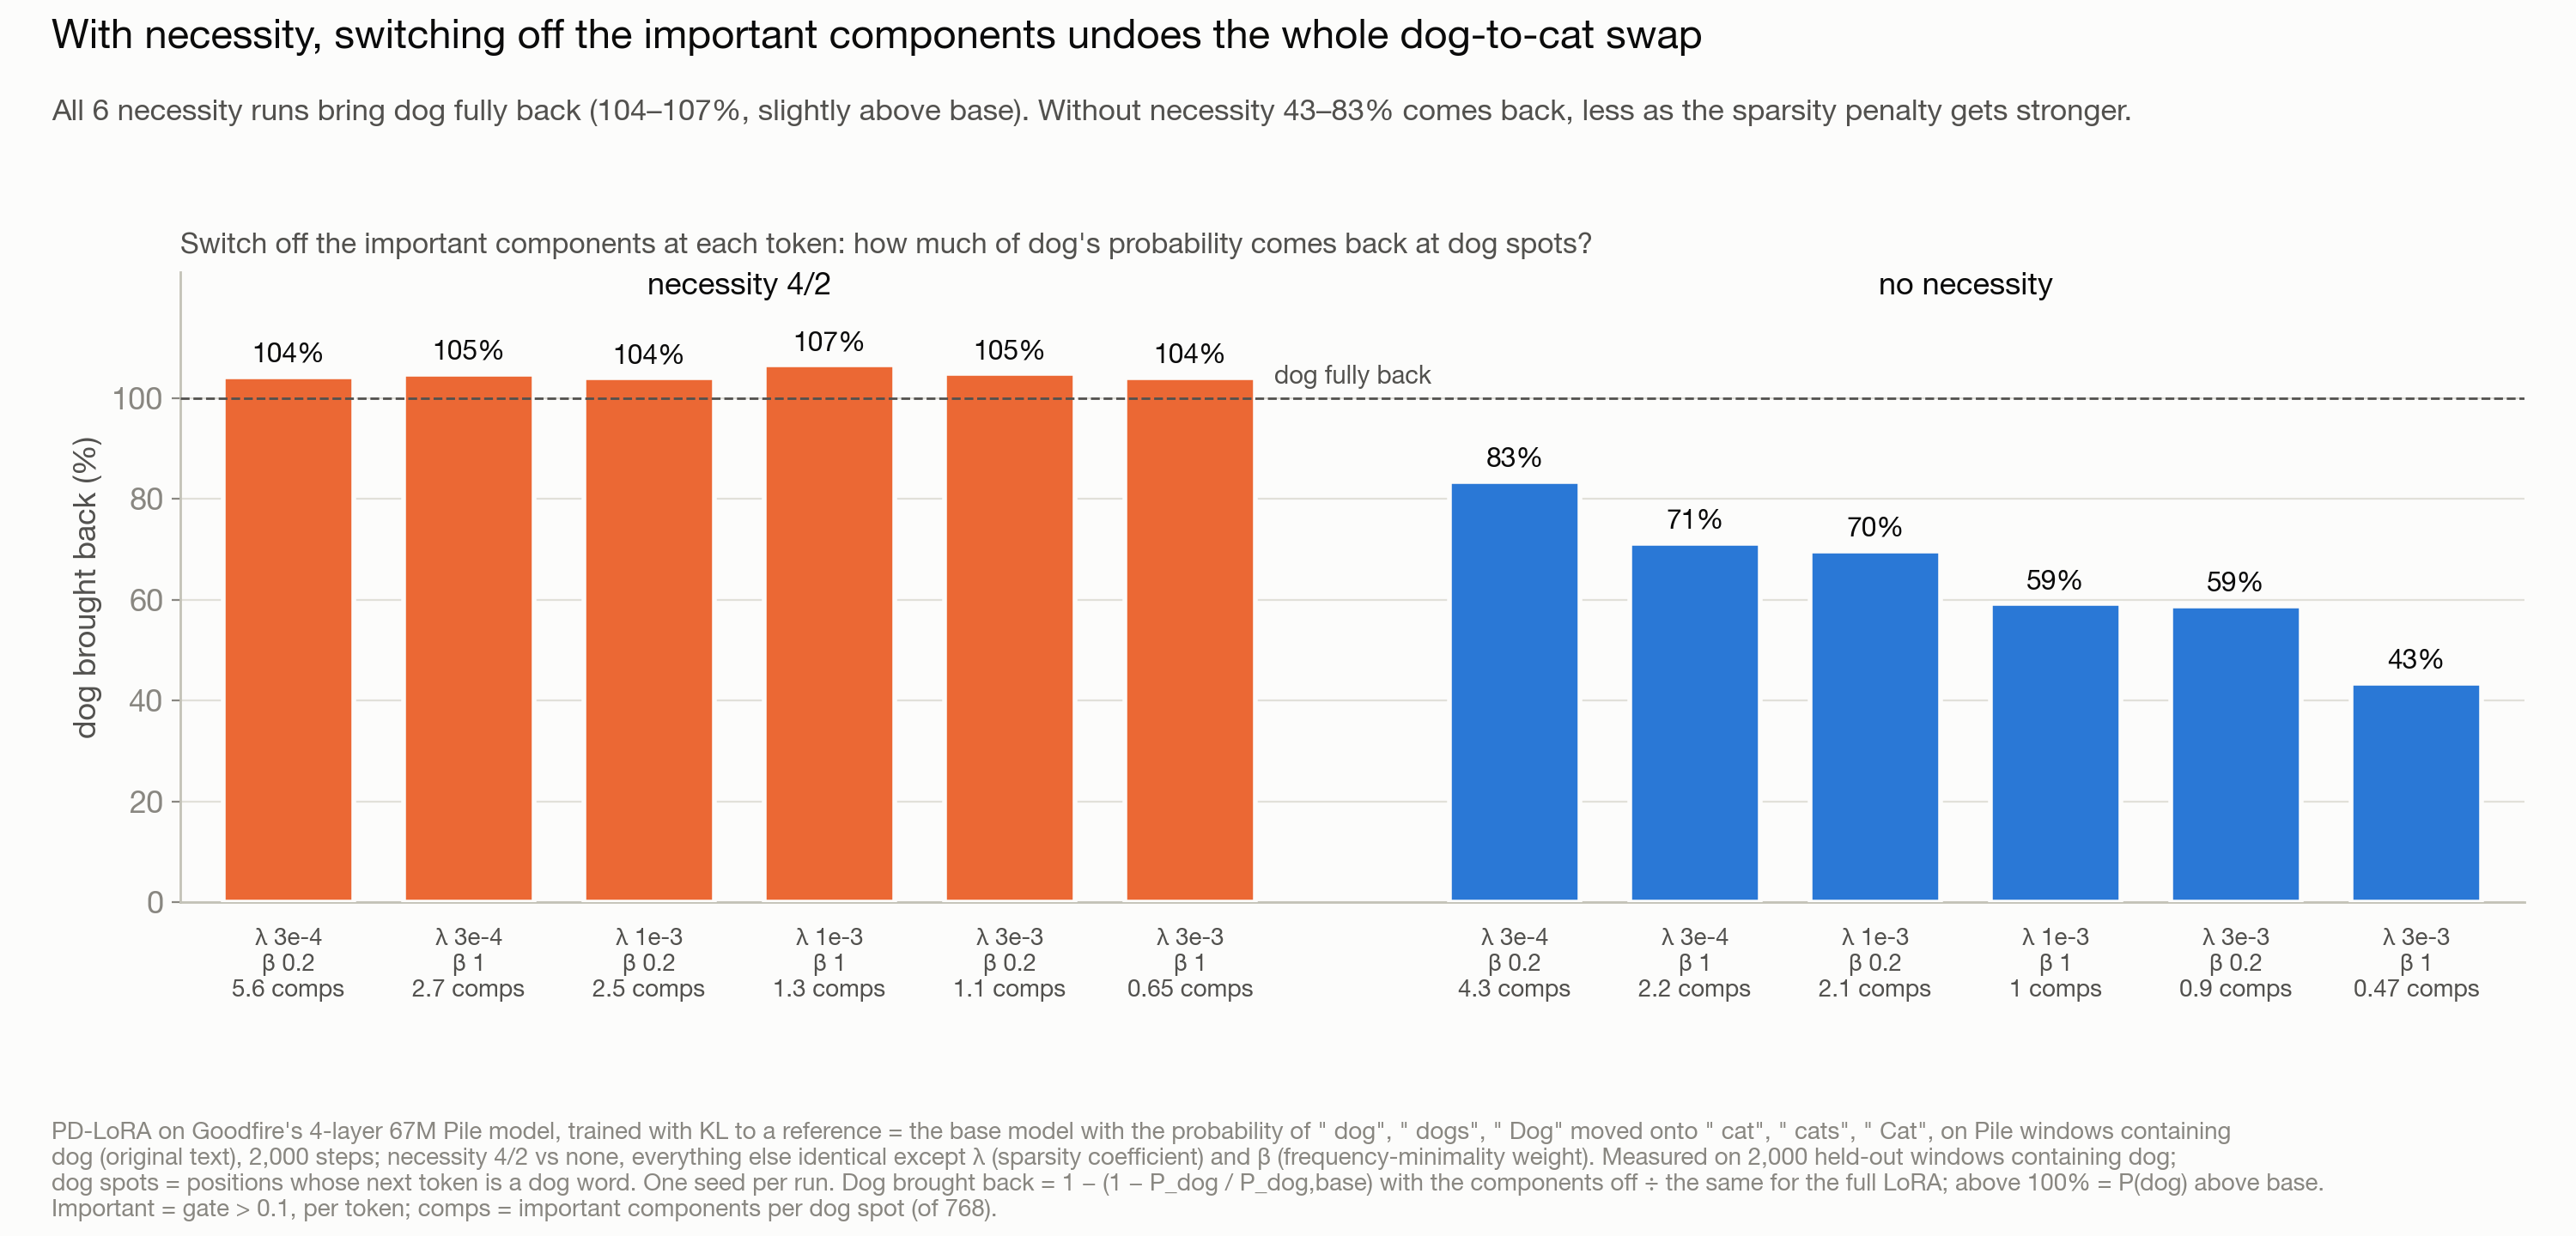 With necessity, switching off the important components undoes the whole dog-to-cat swap
All 6 necessity runs bring dog fully back (104–107%, slightly above base). Without necessity 43–83% comes back, less as the sparsity penalty gets stronger.
Switch off the important components at each token: how much of dog's probability comes back at dog spots?
necessity 4/2
no necessity
104%
105%
104%
107%
105%
104%
dog fully back
83%
71%
70%
59%
59%
43%
dog brought back (%)
100
80
60
40
20
0
λ 3e-4
β 0.2
5.6 comps
λ 3e-4
β 1
2.7 comps
λ 1e-3
β 0.2
2.5 comps
λ 1e-3
β 1
1.3 comps
λ 3e-3
β 0.2
1.1 comps
λ 3e-3
β 1
0.65 comps
λ 3e-4
β 0.2
4.3 comps
λ 3e-4
β 1
2.2 comps
λ 1e-3
β 0.2
2.1 comps
λ 1e-3
β 1
1 comps
λ 3e-3
β 0.2
0.9 comps
λ 3e-3
β 1
0.47 comps
PD-LoRA on Goodfire's 4-layer 67M Pile model, trained with KL to a reference = the base model with the probability of " dog", " dogs", " Dog" moved onto " cat", " cats", " Cat", on Pile windows containing
dog (original text), 2,000 steps; necessity 4/2 vs none, everything else identical except λ (sparsity coefficient) and β (frequency-minimality weight). Measured on 2,000 held-out windows containing dog;
dog spots = positions whose next token is a dog word. One seed per run. Dog brought back = 1 − (1 − P_dog / P_dog,base) with the components off ÷ the same for the full LoRA; above 100% = P(dog) above base.
Important = gate > 0.1, per token; comps = important components per dog spot (of 768).